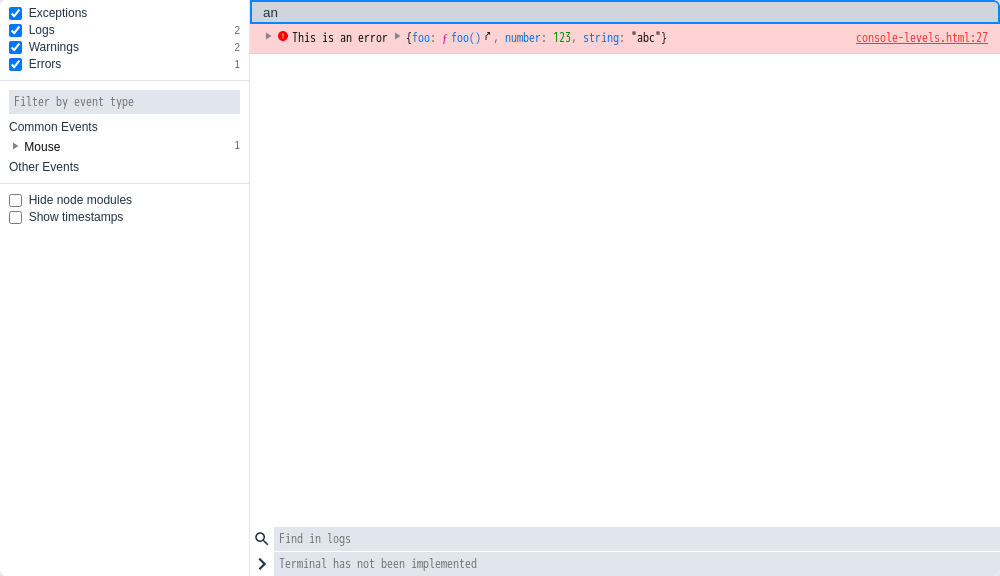 Exceptions
Logs 2
Warnings 2
Errors 1
Filter by event type
Common Events
Mouse 1
Other Events
Hide node modules
Show timestamps
an
This is an error {foo: ƒ foo(), number: 123, string: "abc"} console-levels.html:27
Find in logs
Terminal has not been implemented